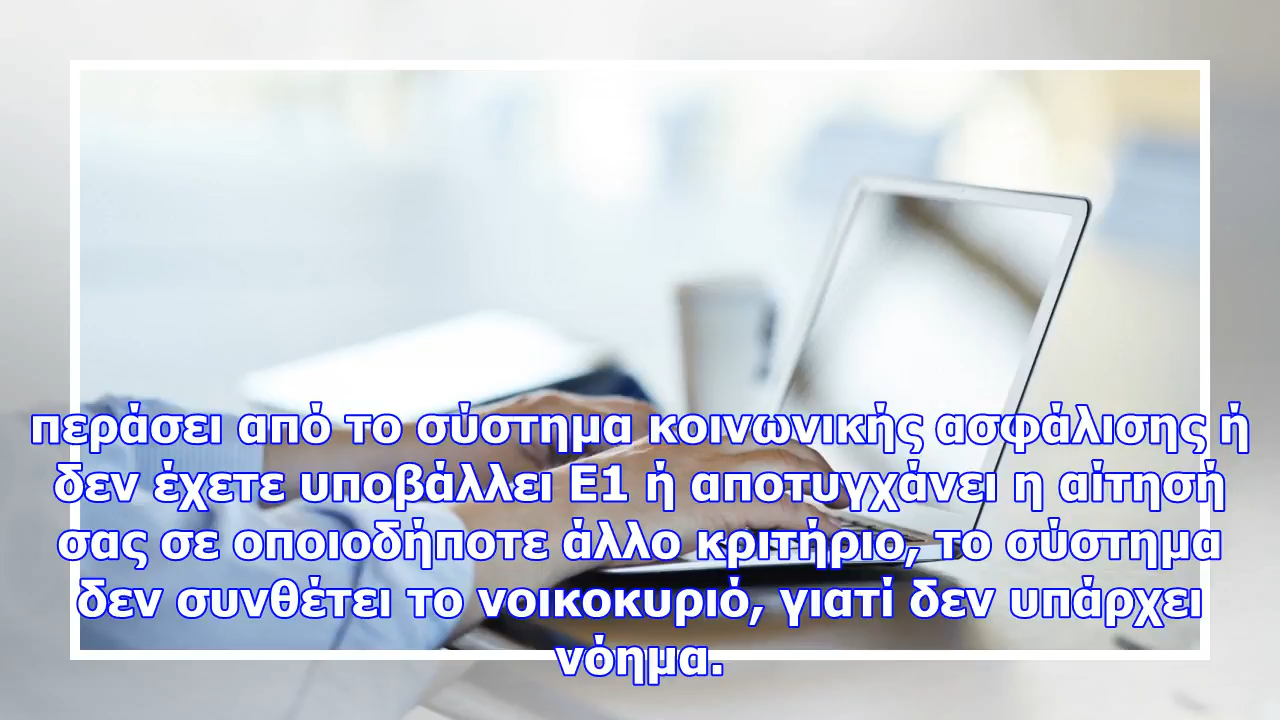 περάσει από το σύστημα κοινωνικής ασφάλισης ή
δεν έχετε υποβάλλει Ε1 ή αποτυγχάνει η αίτησή
σας σε οποιοδήποτε άλλο κριτήριο, το σύστημα
δεν συνθέτει το νοικοκυριό, γιατί δεν υπάρχει
νόημα.